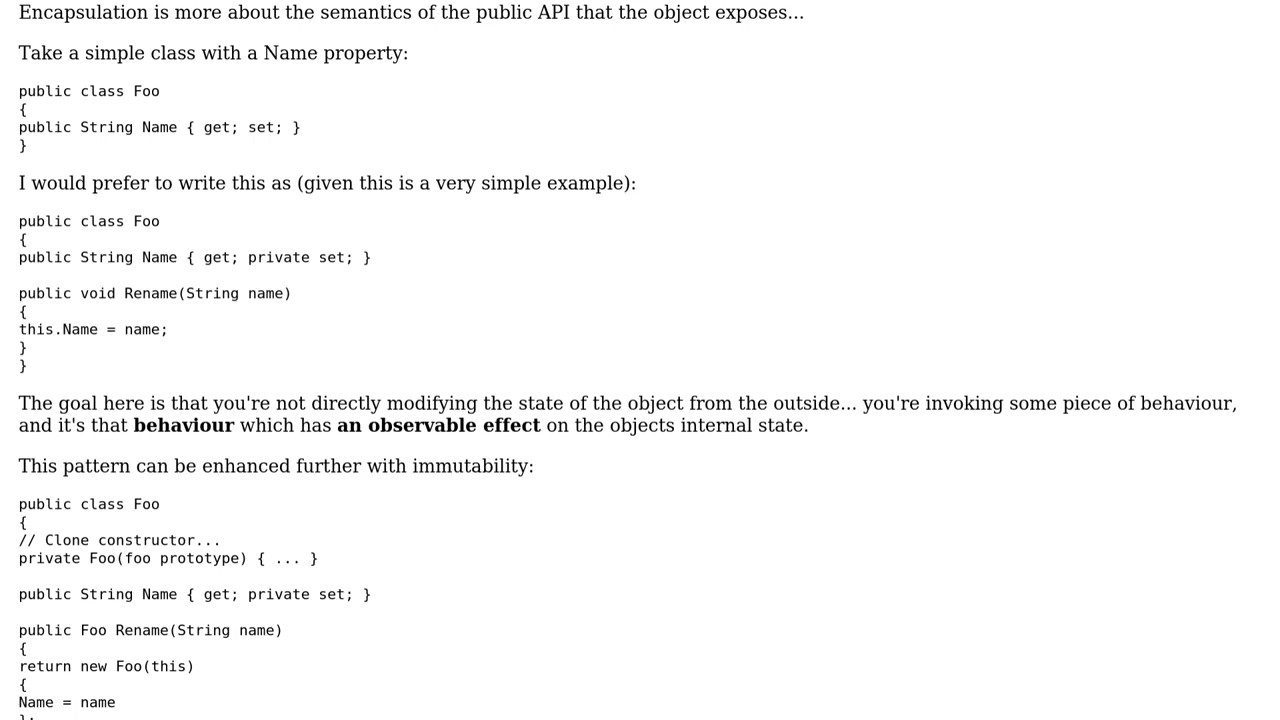 Encapsulation is more about the semantics of the public API that the object exposes...
Take a simple class with a Name property:
public class Foo
{
public String Name { get; set; }
}
I would prefer to write this as (given this is a very simple example):
public class Foo
{
public String Name { get; private set; }
public void Rename(String name)
{
this.Name = name;
}
}
The goal here is that you're not directly modifying the state of the object from the outside... you're invoking some piece of behaviour,
and it's that behaviour which has an observable effect on the objects internal state.
This pattern can be enhanced further with immutability:
public class Foo
{
// Clone constructor...
private Foo(foo prototype) { ... }
public String Name { get; private set; }
public Foo Rename(String name)
{
return new Foo(this)
{
Name = name
};